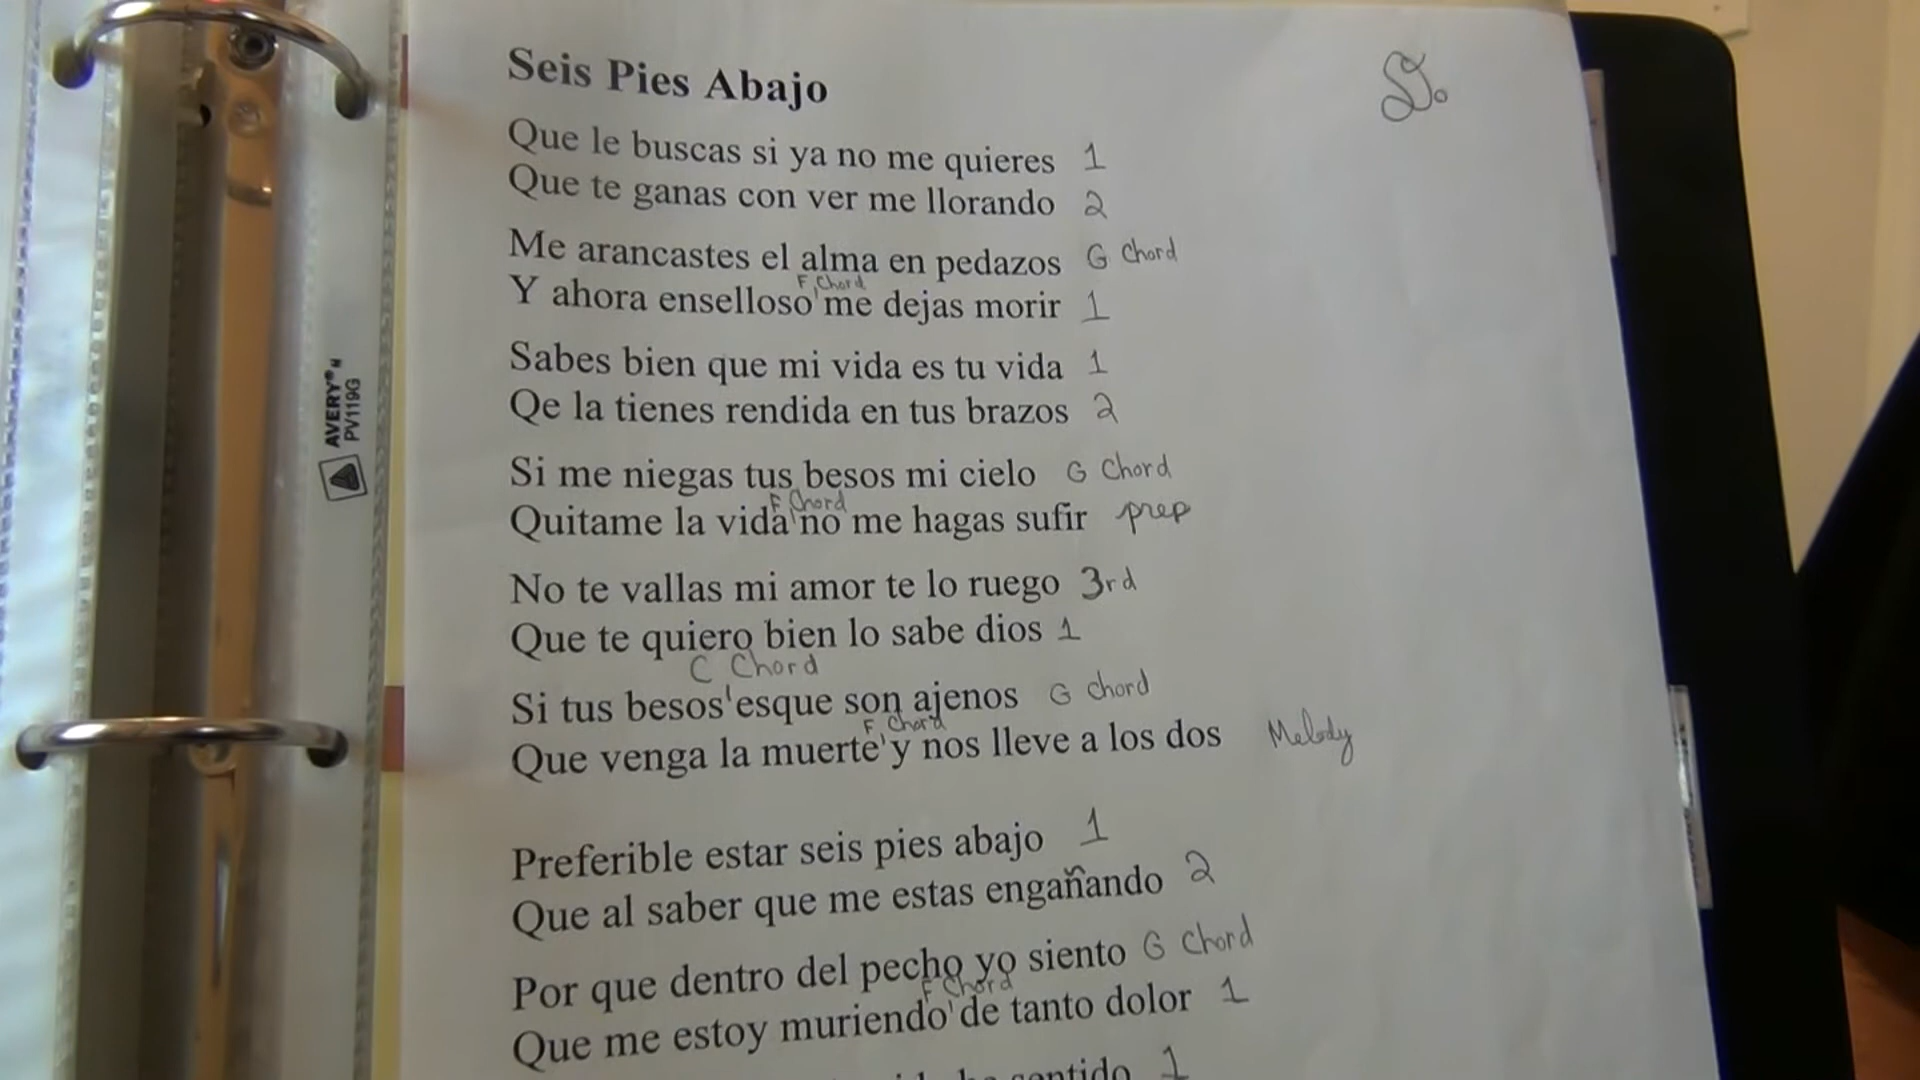 Seis Pies Abajo
Que le buscas si ya no me quieres 1
Que te ganas con ver me llorando 2
Me arancastes el alma en pedazos G Chord
F Chord
Y ahora enselloso'me dejas morir 1
Sabes bien que mi vida es tu vida 1
Qe la tienes rendida en tus brazos 2
Si me niegas tus besos mi cielo G Chord
F Chord
Quitame la vida'no me hagas sufir prep
No te vallas mi amor te lo ruego 3rd
Que te quiero bien lo sabe dios 1
C Chord
Si tus besos'esque son ajenos G chord
F Chord
Que venga la muerte'y nos lleve a los dos Melody
Preferible estar seis pies abajo 1
Que al saber que me estas engañando 2
Por que dentro del pecho yo siento G Chord
F Chord
Que me estoy muriendo'de tanto dolor 1
sentido 1
AVERY®
PV119G